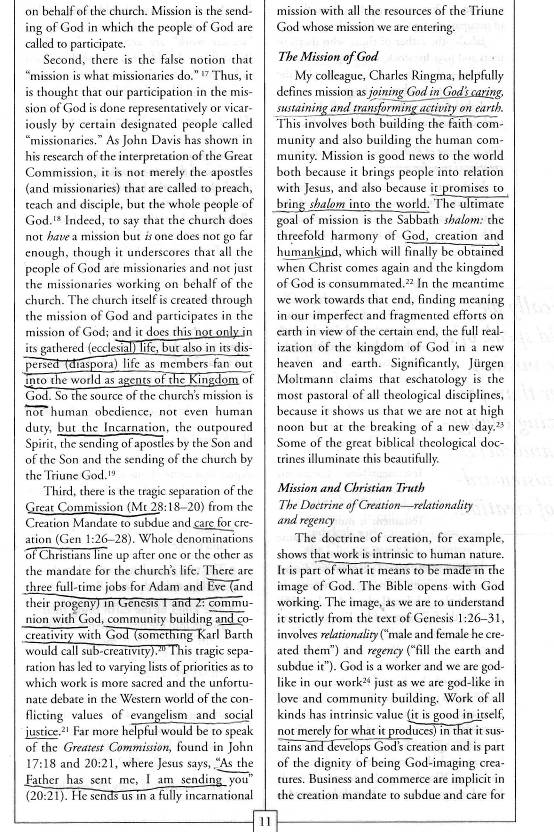 on behalf of the church. Mission is the send-
ing of God in which the people of God are
called to participate.
Second, there is the false notion that
"mission is what missionaries do." 17 Thus, it
is thought that our participation in the mis-
sion of God is done representatively or vicar-
iously by certain designated people called
"missionaries." As John Davis has shown in
his research of the interpretation of the Great
Commission, it is not merely the apostles
(and missionaries) that are called to preach,
teach and disciple, but the whole people of
God.18 Indeed, to say that the church does
not have a mission but is one does not go far
enough, though it underscores that all the
people of God are missionaries and not just
the missionaries working on behalf of the
church. The church itself is created through
the mission of God and participates in the
mission of God; and it does this not only in
its gathered (ecclesial) life, but also in its dis-
persed (diaspora) life as members fan out
into the world as agents of the Kingdom of
God. So the source of the church's mission is
not human obedience, not even human
duty, but the Incarnation, the outpoured
Spirit, the sending of apostles by the Son and
of the Son and the sending of the church by
the Triune God.19
Third, there is the tragic separation of the
Great Commission (Mt 28:18–20) from the
Creation Mandate to subdue and care for cre-
ation (Gen 1:26–28). Whole denominations
of Christians line up after one or the other as
the mandate for the church's life. There are
three full-time jobs for Adam and Eve (and
their progeny) in Genesis 1 and 2: commu-
nion with God, community building and co-
creativity with God (something Karl Barth
would call sub-creativity).20 This tragic sepa-
ration has led to varying lists of priorities as to
which work is more sacred and the unfortu-
nate debate in the Western world of the con-
flicting values of evangelism and social
justice.21 Far more helpful would be to speak
of the Greatest Commission, found in John
17:18 and 20:21, where Jesus says, "As the
Father has sent me, I am sending you"
(20:21). He sends us in a fully incarnational
mission with all the resources of the Triune
God whose mission we are entering.
The Mission of God
My colleague, Charles Ringma, helpfully
defines mission as joining God in God's caring,
sustaining and transforming activity on earth.
This involves both building the faith com-
munity and also building the human com-
munity. Mission is good news to the world
both because it brings people into relation
with Jesus, and also because it promises to
bring shalom into the world. The ultimate
goal of mission is the Sabbath shalom: the
threefold harmony of God, creation and
humankind, which will finally be obtained
when Christ comes again and the kingdom
of God is consummated.22 In the meantime
we work towards that end, finding meaning
in our imperfect and fragmented efforts on
earth in view of the certain end, the full real-
ization of the kingdom of God in a new
heaven and earth. Significantly, Jürgen
Moltmann claims that eschatology is the
most pastoral of all theological disciplines,
because it shows us that we are not at high
noon but at the breaking of a new day.23
Some of the great biblical theological doc-
trines illuminate this beautifully.
Mission and Christian Truth
The Doctrine of Creation—relationality
and regency
The doctrine of creation, for example,
shows that work is intrinsic to human nature.
It is part of what it means to be made in the
image of God. The Bible opens with God
working. The image, as we are to understand
it strictly from the text of Genesis 1:26–31,
involves relationality ("male and female he cre-
ated them") and regency ("fill the earth and
subdue it"). God is a worker and we are god-
like in our work24 just as we are god-like in
love and community building. Work of all
kinds has intrinsic value (it is good in itself,
not merely for what it produces) in that it sus-
tains and develops God's creation and is part
of the dignity of being God-imaging crea-
tures. Business and commerce are implicit in
the creation mandate to subdue and care for
11